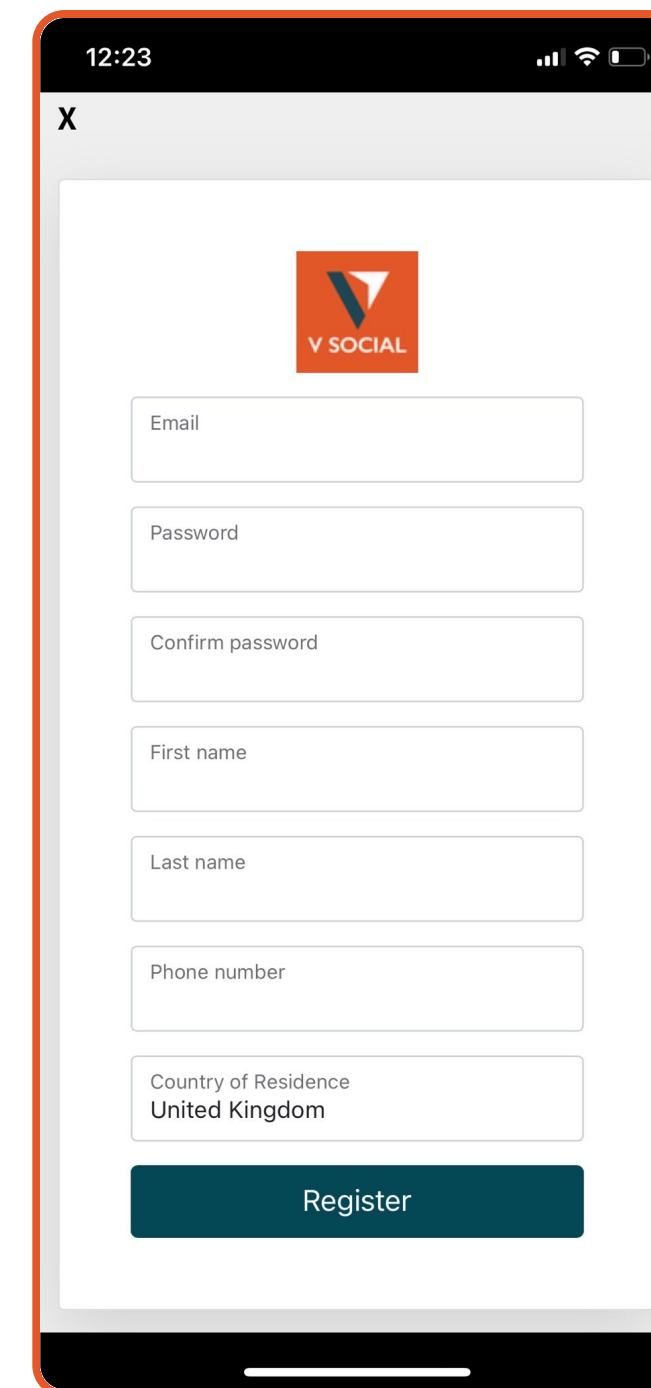 12:23
X
V SOCIAL
Email
Password
Confirm password
First name
Last name
Phone number
Country of Residence
United Kingdom
Register